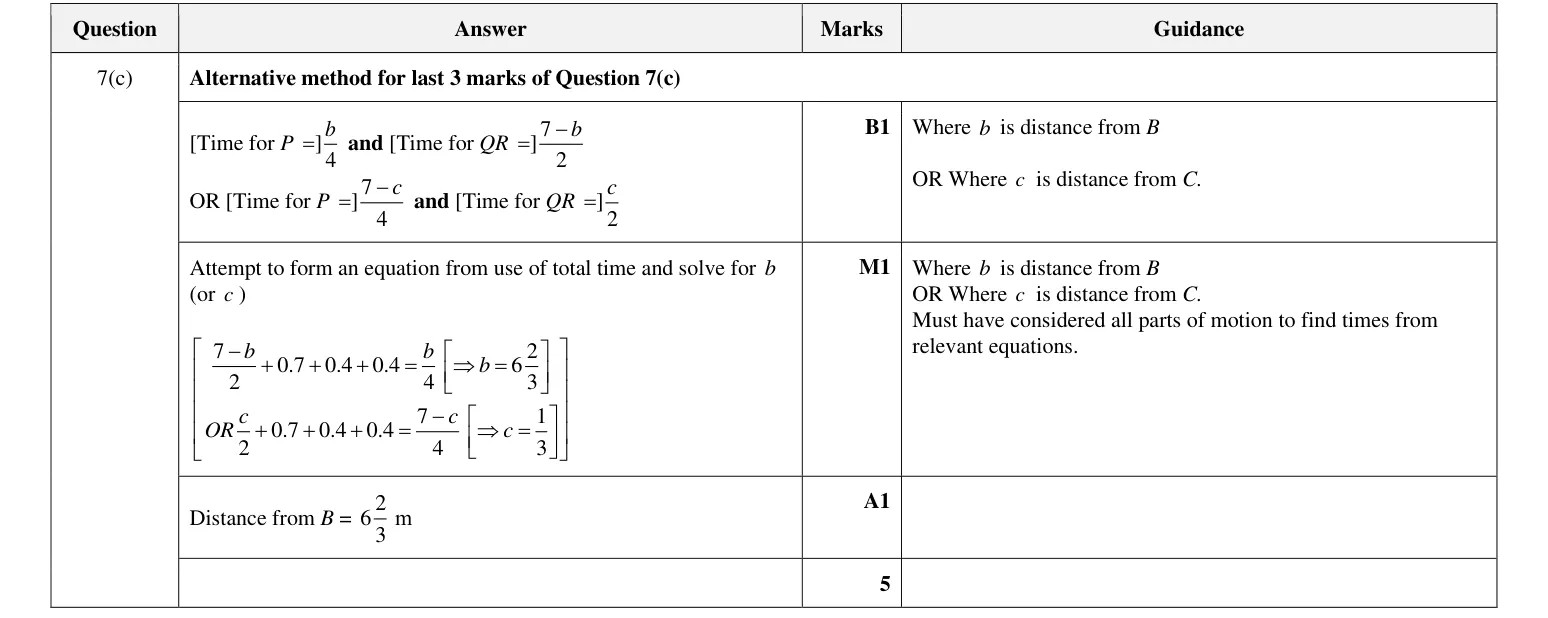 Question Answer Marks Guidance
7(c) Alternative method for last 3 marks of Question 7(c)
[Time for P =] b/4 and [Time for QR =] (7 − b)/2 B1 Where b is distance from B
OR [Time for P =] (7 − c)/4 and [Time for QR =] c/2 OR Where c is distance from C.
Attempt to form an equation from use of total time and solve for b M1 Where b is distance from B
(or c ) OR Where c is distance from C.
Must have considered all parts of motion to find times from
relevant equations.
[(7 − b)/2 + 0.7 + 0.4 + 0.4 = b/4 [⇒ b = 6 2/3]
OR c/2 + 0.7 + 0.4 + 0.4 = (7 − c)/4 [⇒ c = 1/3]]
Distance from B = 6 2/3 m A1
5